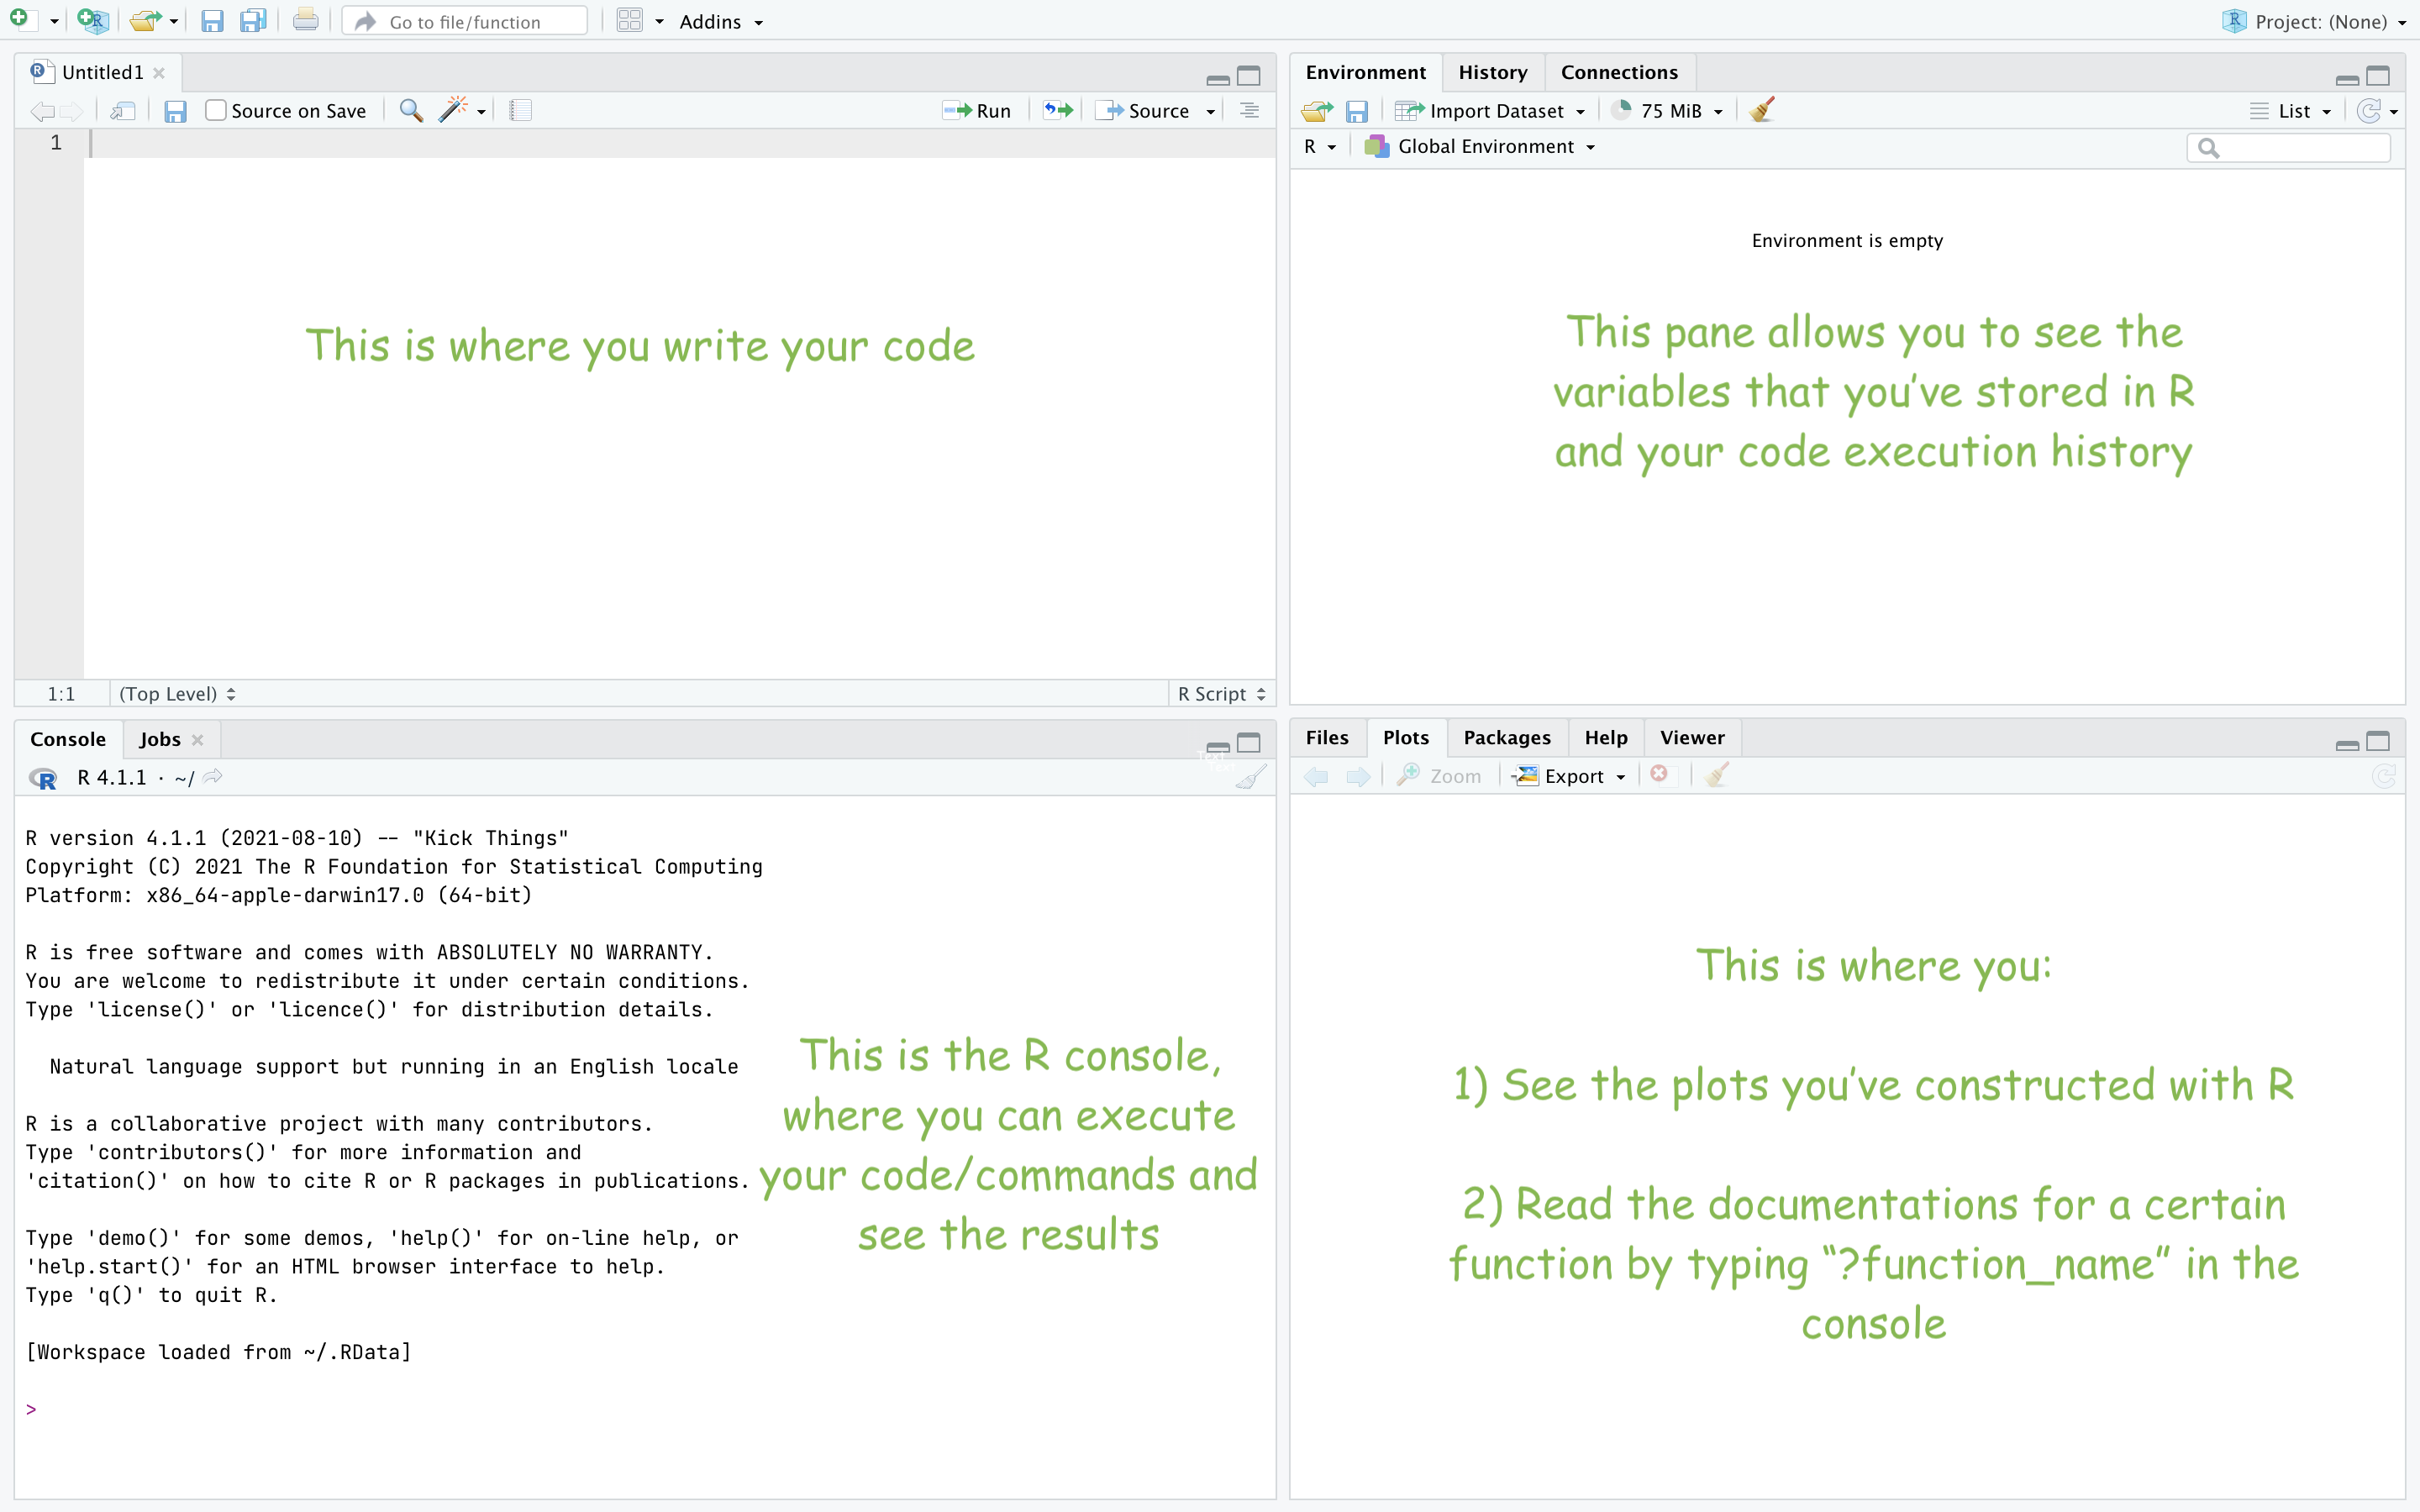 Go to file/function
Addins
Project: (None)
Untitled1
Source on Save
Run
Source
1
This is where you write your code
1:1
(Top Level)
R Script
Environment
History
Connections
Import Dataset
75 MiB
List
R
Global Environment
Environment is empty
This pane allows you to see the
variables that you've stored in R
and your code execution history
Console
Jobs
R 4.1.1 · ~/
Text
Text
R version 4.1.1 (2021-08-10) -- "Kick Things"
Copyright (C) 2021 The R Foundation for Statistical Computing
Platform: x86_64-apple-darwin17.0 (64-bit)
R is free software and comes with ABSOLUTELY NO WARRANTY.
You are welcome to redistribute it under certain conditions.
Type 'license()' or 'licence()' for distribution details.
Natural language support but running in an English locale
R is a collaborative project with many contributors.
Type 'contributors()' for more information and
'citation()' on how to cite R or R packages in publications.
Type 'demo()' for some demos, 'help()' for on-line help, or
'help.start()' for an HTML browser interface to help.
Type 'q()' to quit R.
[Workspace loaded from ~/.RData]
>
This is the R console,
where you can execute
your code/commands and
see the results
Files
Plots
Packages
Help
Viewer
Zoom
Export
This is where you:
1) See the plots you've constructed with R
2) Read the documentations for a certain
function by typing “?function_name” in the
console